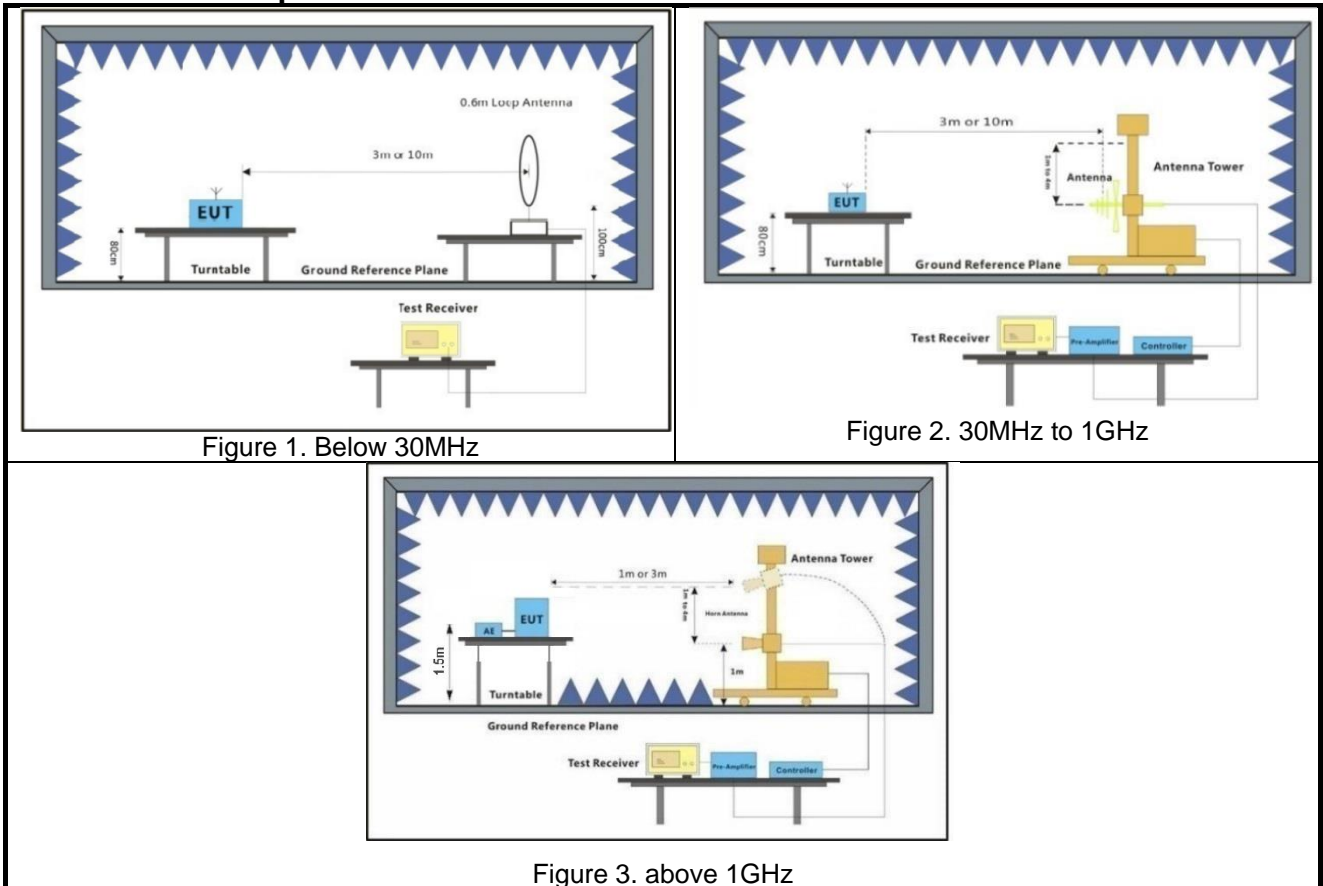 0.6m Loop Antenna
3m or 10m
EUT
80cm
100cm
Turntable
Ground Reference Plane
Test Receiver
Figure 1. Below 30MHz
3m or 10m
1m to 4m
Antenna
Antenna Tower
EUT
80cm
Turntable
Ground Reference Plane
Test Receiver
Pre-Amplifier
Controller
Figure 2. 30MHz to 1GHz
Antenna Tower
1m or 3m
1m to 4m
Horn Antenna
EUT
AE
1.5m
1m
Turntable
Ground Reference Plane
Test Receiver
Pre-Amplifier
Controller
Figure 3. above 1GHz